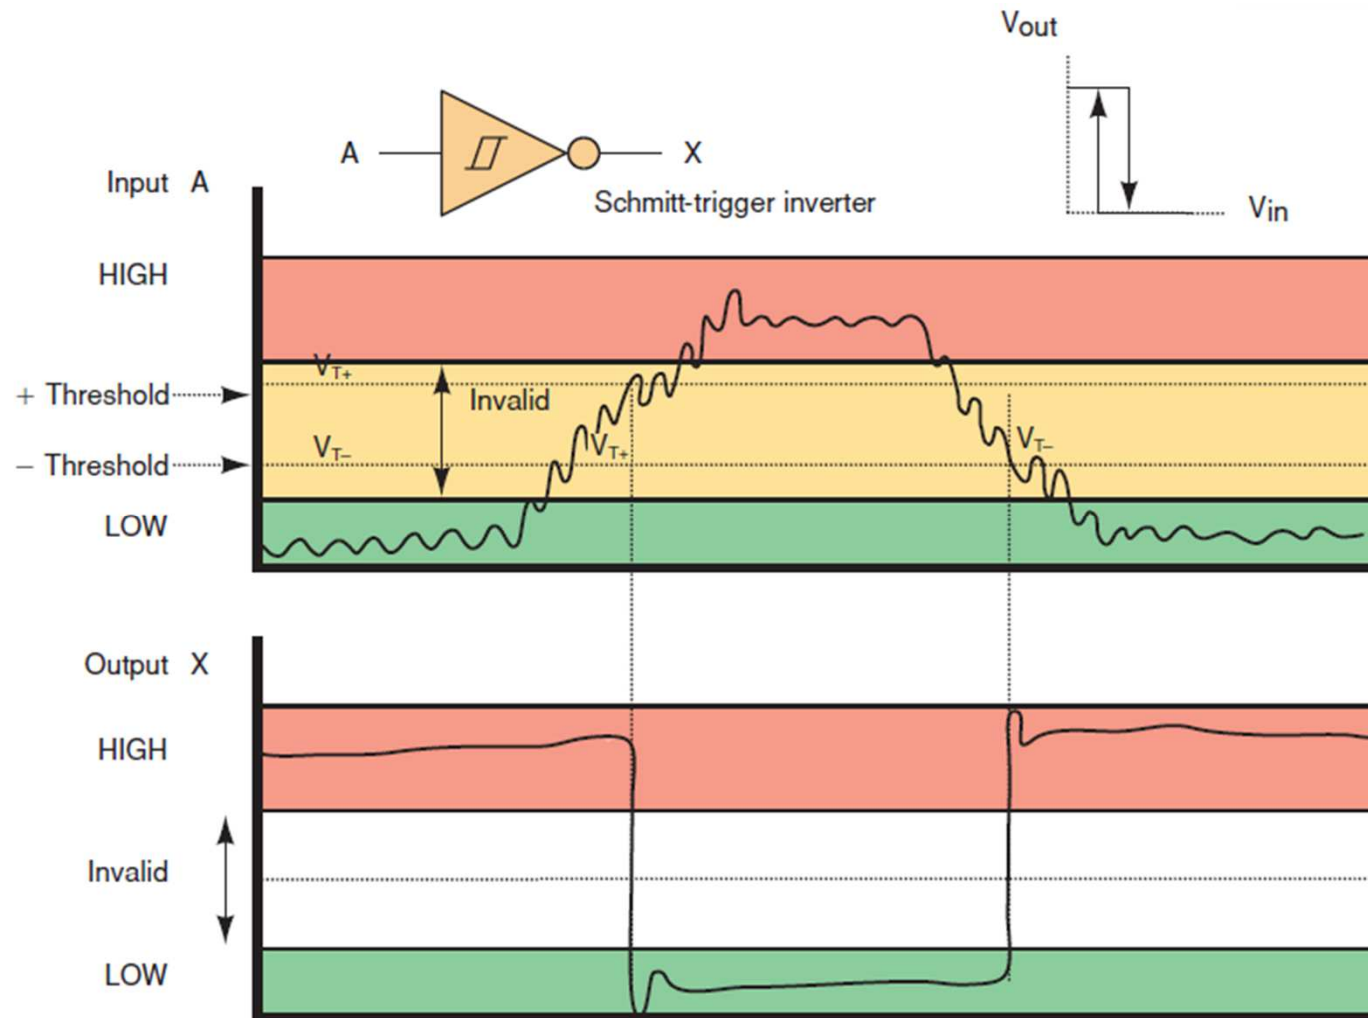 Vout
A
X
Input A
Schmitt-trigger inverter
Vin
HIGH
VT+
+ Threshold
Invalid
VT–
VT+
VT–
– Threshold
LOW
Output X
HIGH
Invalid
LOW